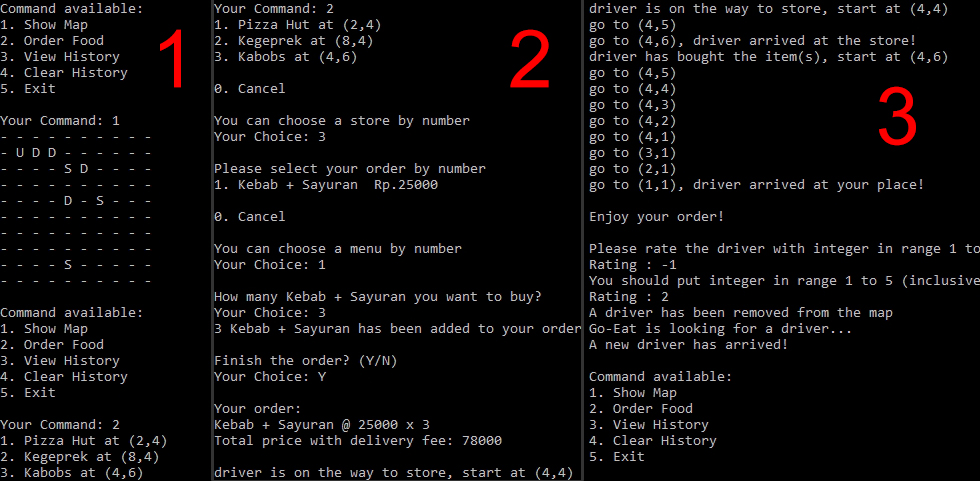 Command available:
1. Show Map
2. Order Food
3. View History
4. Clear History
5. Exit
Your Command: 1
- - - - - - - - - -
- U D D - - - - - -
- - - - S D - - - -
- - - - - - - - - -
- - - - D - S - - -
- - - - - - - - - -
- - - - - - - - - -
- - - - - - - - - -
- - - - S - - - - -
- - - - - - - - - -
Command available:
1. Show Map
2. Order Food
3. View History
4. Clear History
5. Exit
Your Command: 2
1. Pizza Hut at (2,4)
2. Kegeprek at (8,4)
3. Kabobs at (4,6)
1
Your Command: 2
1. Pizza Hut at (2,4)
2. Kegeprek at (8,4)
3. Kabobs at (4,6)
0. Cancel
You can choose a store by number
Your Choice: 3
Please select your order by number
1. Kebab + Sayuran  Rp.25000
0. Cancel
You can choose a menu by number
Your Choice: 1
How many Kebab + Sayuran you want to buy?
Your Choice: 3
3 Kebab + Sayuran has been added to your order
Finish the order? (Y/N)
Your Choice: Y
Your order:
Kebab + Sayuran @ 25000 x 3
Total price with delivery fee: 78000
driver is on the way to store, start at (4,4)
2
driver is on the way to store, start at (4,4)
go to (4,5)
go to (4,6), driver arrived at the store!
driver has bought the item(s), start at (4,6)
go to (4,5)
go to (4,4)
go to (4,3)
go to (4,2)
go to (4,1)
go to (3,1)
go to (2,1)
go to (1,1), driver arrived at your place!
Enjoy your order!
Please rate the driver with integer in range 1 to
Rating : -1
You should put integer in range 1 to 5 (inclusive
Rating : 2
A driver has been removed from the map
Go-Eat is looking for a driver...
A new driver has arrived!
Command available:
1. Show Map
2. Order Food
3. View History
4. Clear History
5. Exit
3